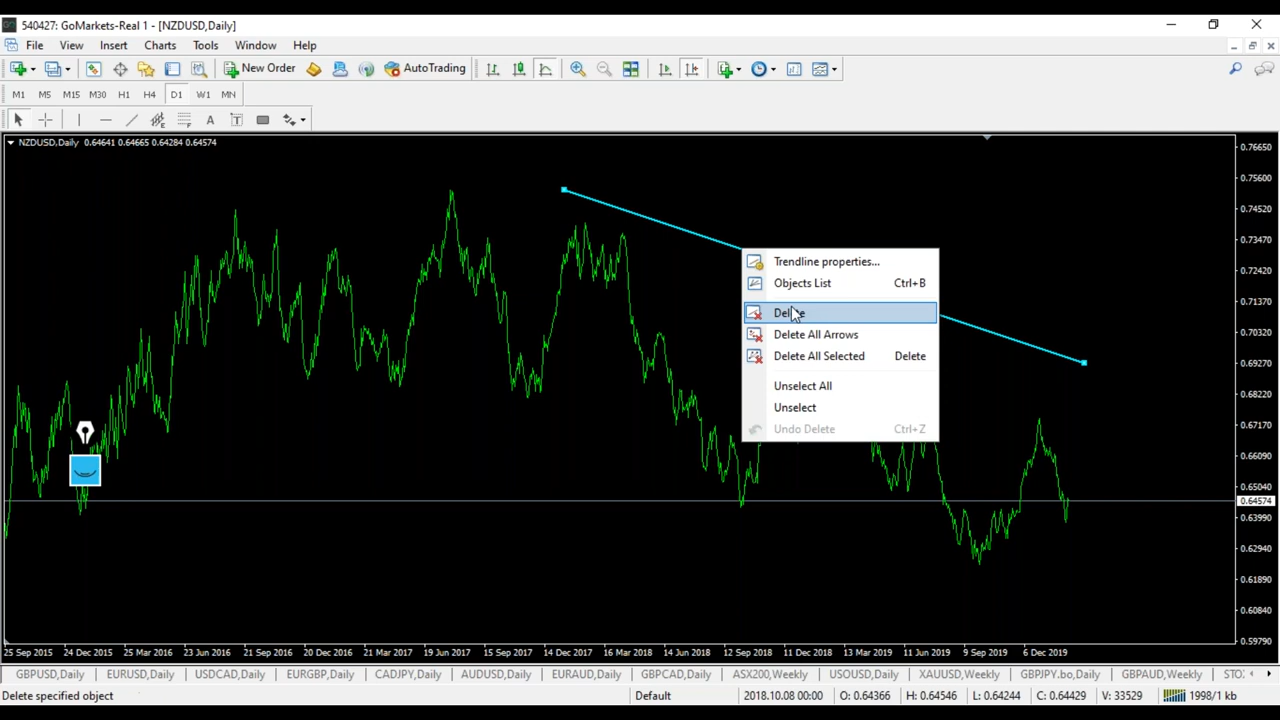 540427: GoMarkets-Real 1 - [NZDUSD,Daily]
File View Insert Charts Tools Window Help
New Order AutoTrading
M1 M5 M15 M30 H1 H4 D1 W1 MN
A T
NZDUSD,Daily 0.64641 0.64665 0.64284 0.64574
0.76650
0.75600
0.74520
0.73470
0.72420
0.71370
0.70320
0.69270
0.68220
0.67170
0.66090
0.65040
0.64574
0.63990
0.62940
0.61890
0.60840
0.59790
Trendline properties...
Objects List Ctrl+B
Delete
Delete All Arrows
Delete All Selected Delete
Unselect All
Unselect
Undo Delete Ctrl+Z
25 Sep 2015 24 Dec 2015 25 Mar 2016 23 Jun 2016 21 Sep 2016 20 Dec 2016 21 Mar 2017 19 Jun 2017 15 Sep 2017 14 Dec 2017 16 Mar 2018 14 Jun 2018 12 Sep 2018 11 Dec 2018 13 Mar 2019 11 Jun 2019 9 Sep 2019 6 Dec 2019
GBPUSD,Daily EURUSD,Daily USDCAD,Daily EURGBP,Daily CADJPY,Daily AUDUSD,Daily EURAUD,Daily GBPCAD,Daily ASX200,Weekly USOUSD,Daily XAUUSD,Weekly GBPJPY.bo,Daily GBPAUD,Weekly STO
Delete specified object Default 2018.10.08 00:00 O: 0.64366 H: 0.64546 L: 0.64244 C: 0.64429 V: 33529 1998/1 kb